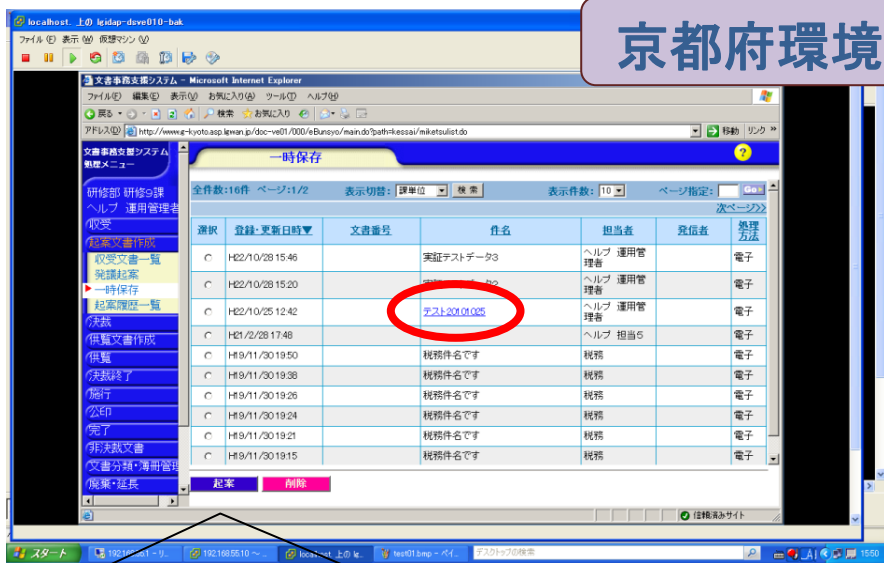 localhost. 上の lgidap-dsve010-bak
京都府環境
ファイル(F) 表示(W) 仮想マシン(V)
文書事務支援システム - Microsoft Internet Explorer
ファイル(F) 編集(E) 表示(V) お気に入り(A) ツール(T) ヘルプ(H)
戻る 検索 お気に入り
アドレス(D) http://www.g-kyoto.asp.lgwan.jp/doc-ve01/000/eBunsyo/main.do?path=kessai/miketsulist.do 移動 リンク »
文書事務支援システム
処理メニュー
一時保存 ?
研修部 研修9課
ヘルプ 運用管理者
全件数:16件 ページ:1/2 表示切替: 課単位 検索 表示件数: 10 ページ指定: Go
次ページ>>
収受
起案文書作成
収受文書一覧
発議起案
一時保存
起案履歴一覧
決裁
供覧文書作成
供覧
決裁終了
施行
公印
完了
非決裁文書
文書分類・簿冊管理
廃棄・延長
選択 登録・更新日時▼ 文書番号 件名 担当者 発信者 処理方法
H22/10/28 15:46 実証テストデータ3 ヘルプ 運用管理者 電子
H22/10/28 15:20 ヘルプ 運用管理者 電子
H22/10/25 12:42 テスト20101025 ヘルプ 運用管理者 電子
H21/2/28 17:48 ヘルプ 担当5 電子
H19/11/30 19:50 税務件名です 税務 電子
H19/11/30 19:38 税務件名です 税務 電子
H19/11/30 19:26 税務件名です 税務 電子
H19/11/30 19:24 税務件名です 税務 電子
H19/11/30 19:21 税務件名です 税務 電子
H19/11/30 19:15 税務件名です 税務 電子
起案 削除
信頼済みサイト
スタート 192.168.55.10 ～ test01.bmp - ペイ... デスクトップの検索 15:50